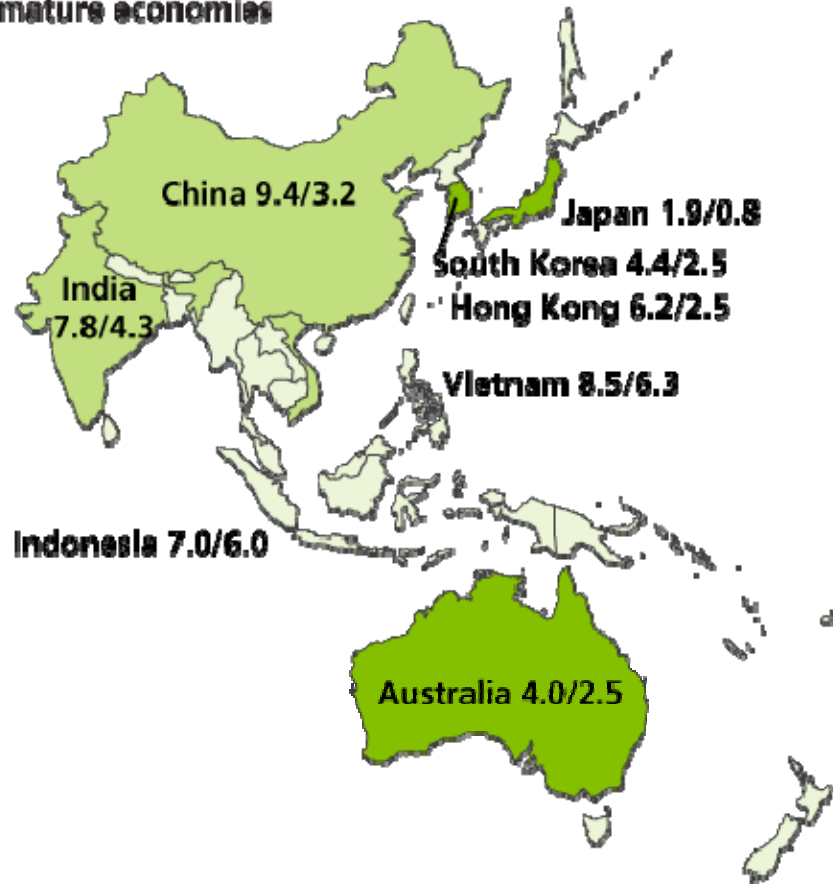 mature economies
China 9.4/3.2
Japan 1.9/0.8
South Korea 4.4/2.5
India
7.8/4.3
Hong Kong 6.2/2.5
Vietnam 8.5/6.3
Indonesia 7.0/6.0
Australia 4.0/2.5